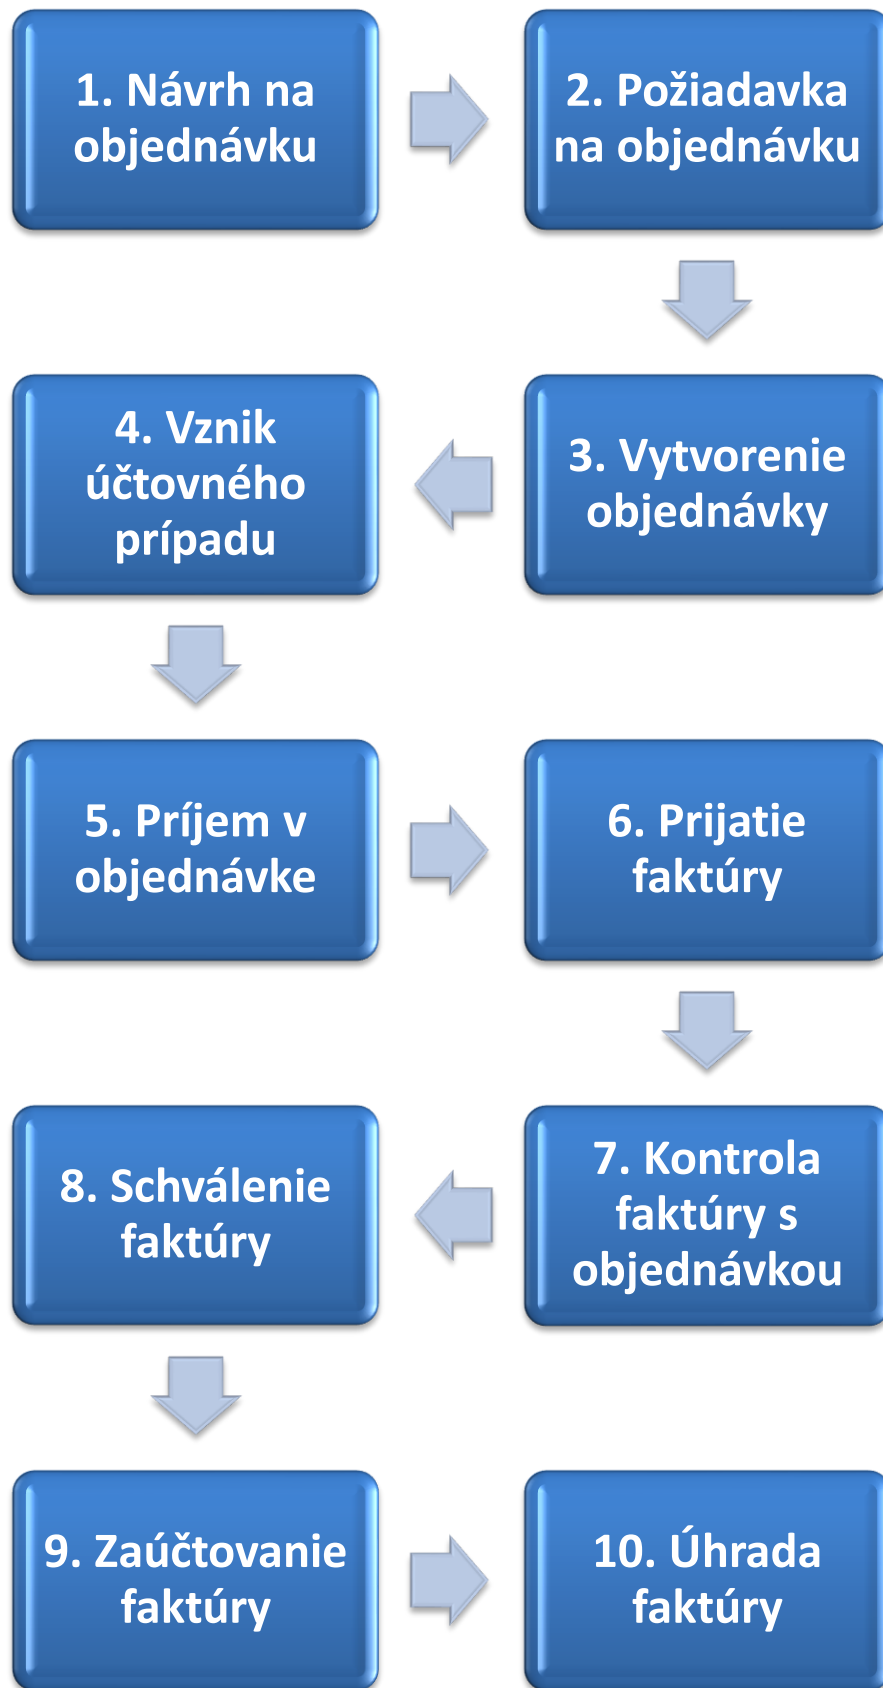 1. Návrh na
objednávku
2. Požiadavka
na objednávku
3. Vytvorenie
objednávky
4. Vznik
účtovného
prípadu
5. Príjem v
objednávke
6. Prijatie
faktúry
7. Kontrola
faktúry s
objednávkou
8. Schválenie
faktúry
9. Zaúčtovanie
faktúry
10. Úhrada
faktúry